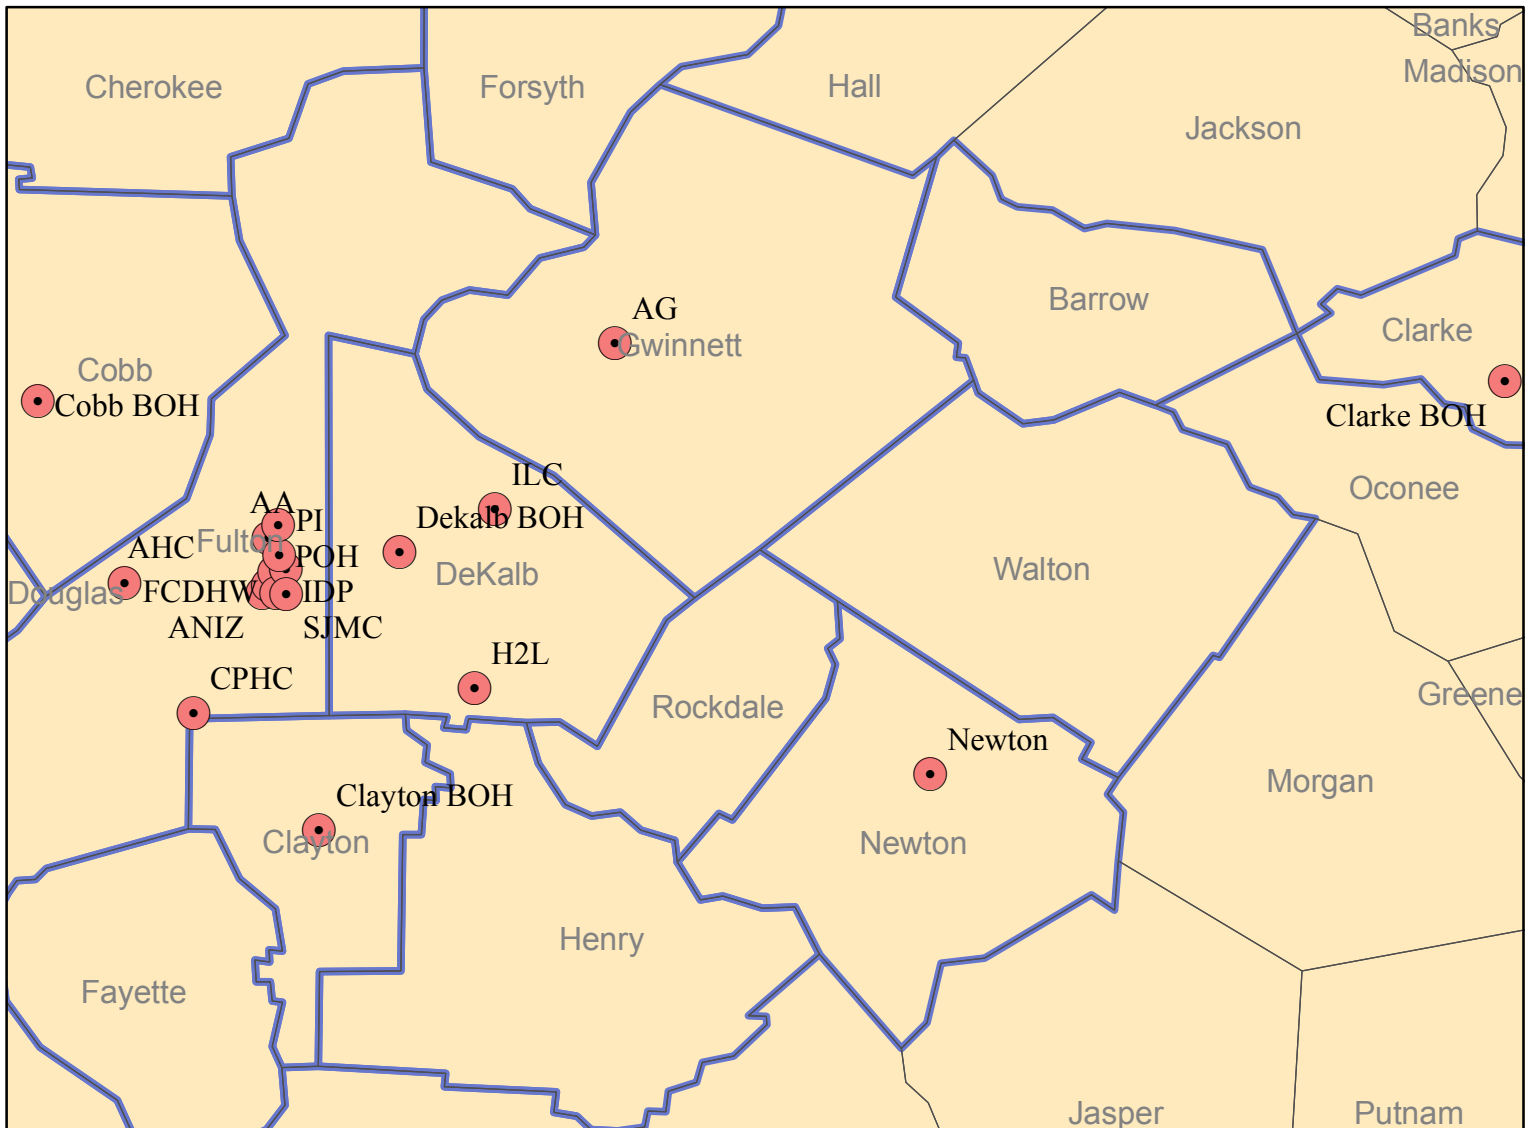 Banks
Madison
Cherokee
Forsyth
Hall
Jackson
Barrow
AG
Gwinnett
Clarke
Cobb
Cobb BOH
Clarke BOH
ILC
Oconee
AA
PI
Dekalb BOH
Fulton
AHC
POH
DeKalb
Walton
Douglas
FCDHW
IDP
ANIZ
SJMC
H2L
CPHC
Greene
Rockdale
Newton
Morgan
Clayton BOH
Clayton
Newton
Henry
Fayette
Jasper
Putnam